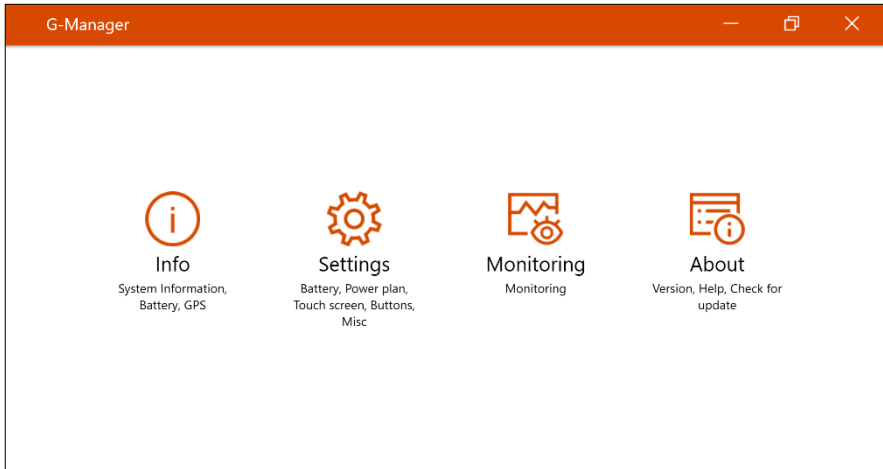 G-Manager
Info
System Information,
Battery, GPS
Settings
Battery, Power plan,
Touch screen, Buttons,
Misc
Monitoring
Monitoring
About
Version, Help, Check for
update